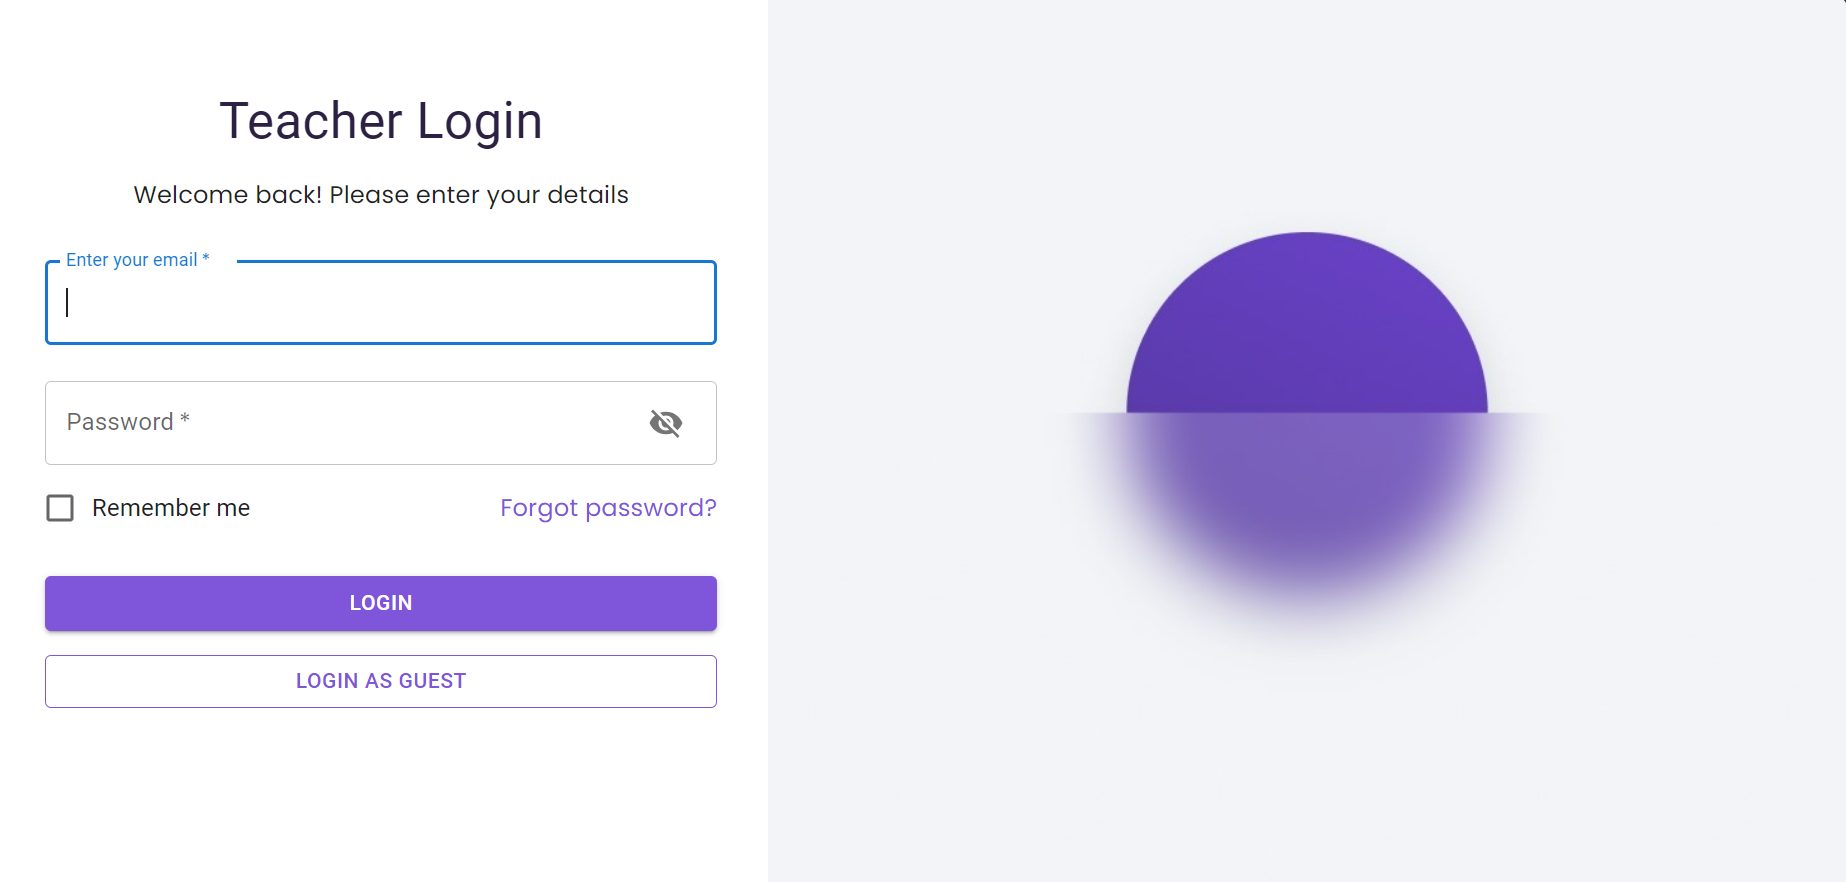 Teacher Login
Welcome back! Please enter your details
Enter your email *
Password *
Remember me
Forgot password?
LOGIN
LOGIN AS GUEST